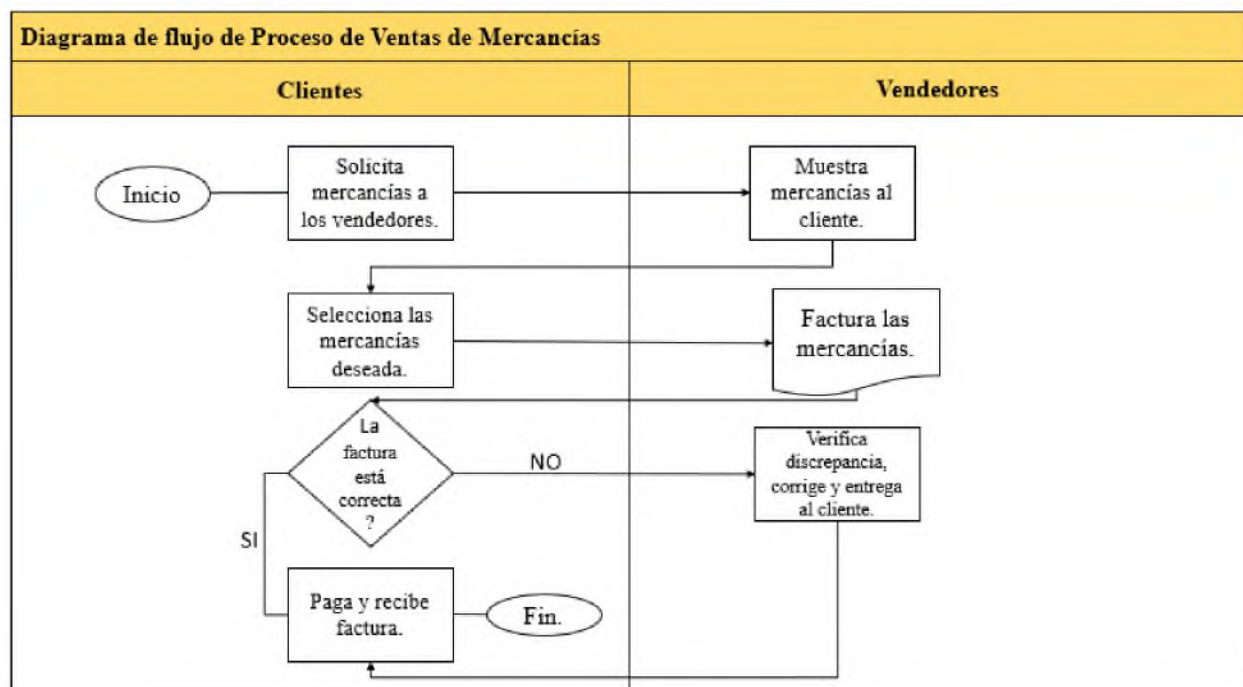 Diagrama de flujo de Proceso de Ventas de Mercancías
Clientes
Vendedores
Inicio
Solicita
mercancías a
los vendedores.
Muestra
mercancías al
cliente.
Selecciona las
mercancías
deseada.
Factura las
mercancías.
La
factura
está
correcta
?
NO
Verifica
discrepancia,
corrige y entrega
al cliente.
SI
Paga y recibe
factura.
Fin.